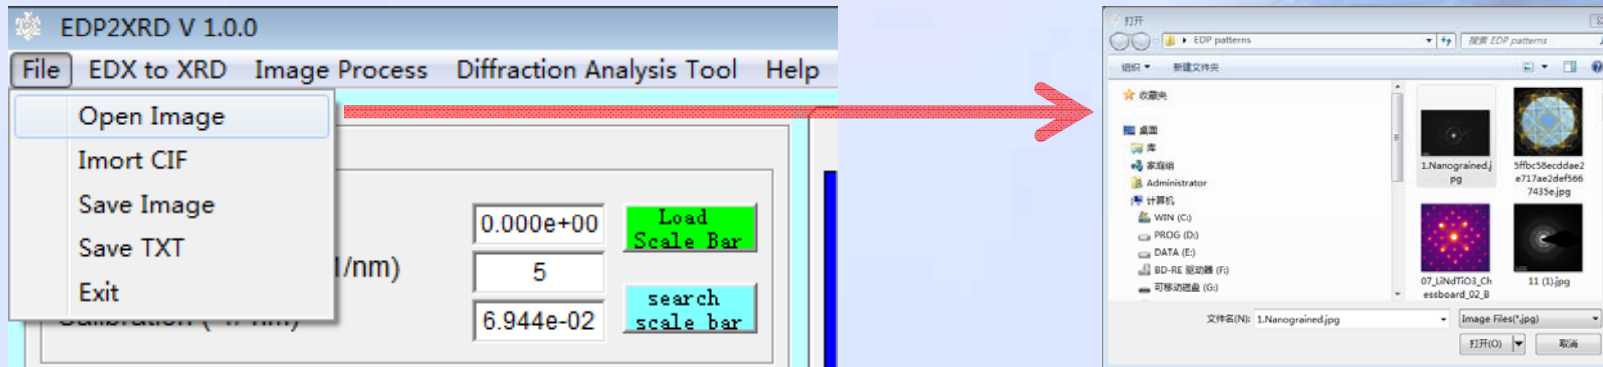 EDP2XRD V 1.0.0
File EDX to XRD Image Process Diffraction Analysis Tool Help
Open Image
Imort CIF
Save Image
Save TXT
Exit
0.000e+00
Load
Scale Bar
1/nm)
5
6.944e-02
search
scale bar
打开
EDP patterns
搜索 EDP patterns
组织
新建文件夹
收藏夹
桌面
库
家庭组
Administrator
计算机
WIN (C:)
PROG (D:)
DATA (E:)
BD-RE 驱动器 (F:)
可移动磁盘 (G:)
1.Nanograined.j
pg
5ffbc58ecddae2
e717ae2def566
7435e.jpg
07_LiNdTiO3_Ch
essboard_02_B
11 (1).jpg
文件名(N): 1.Nanograined.jpg
Image Files(*.jpg)
打开(O)
取消